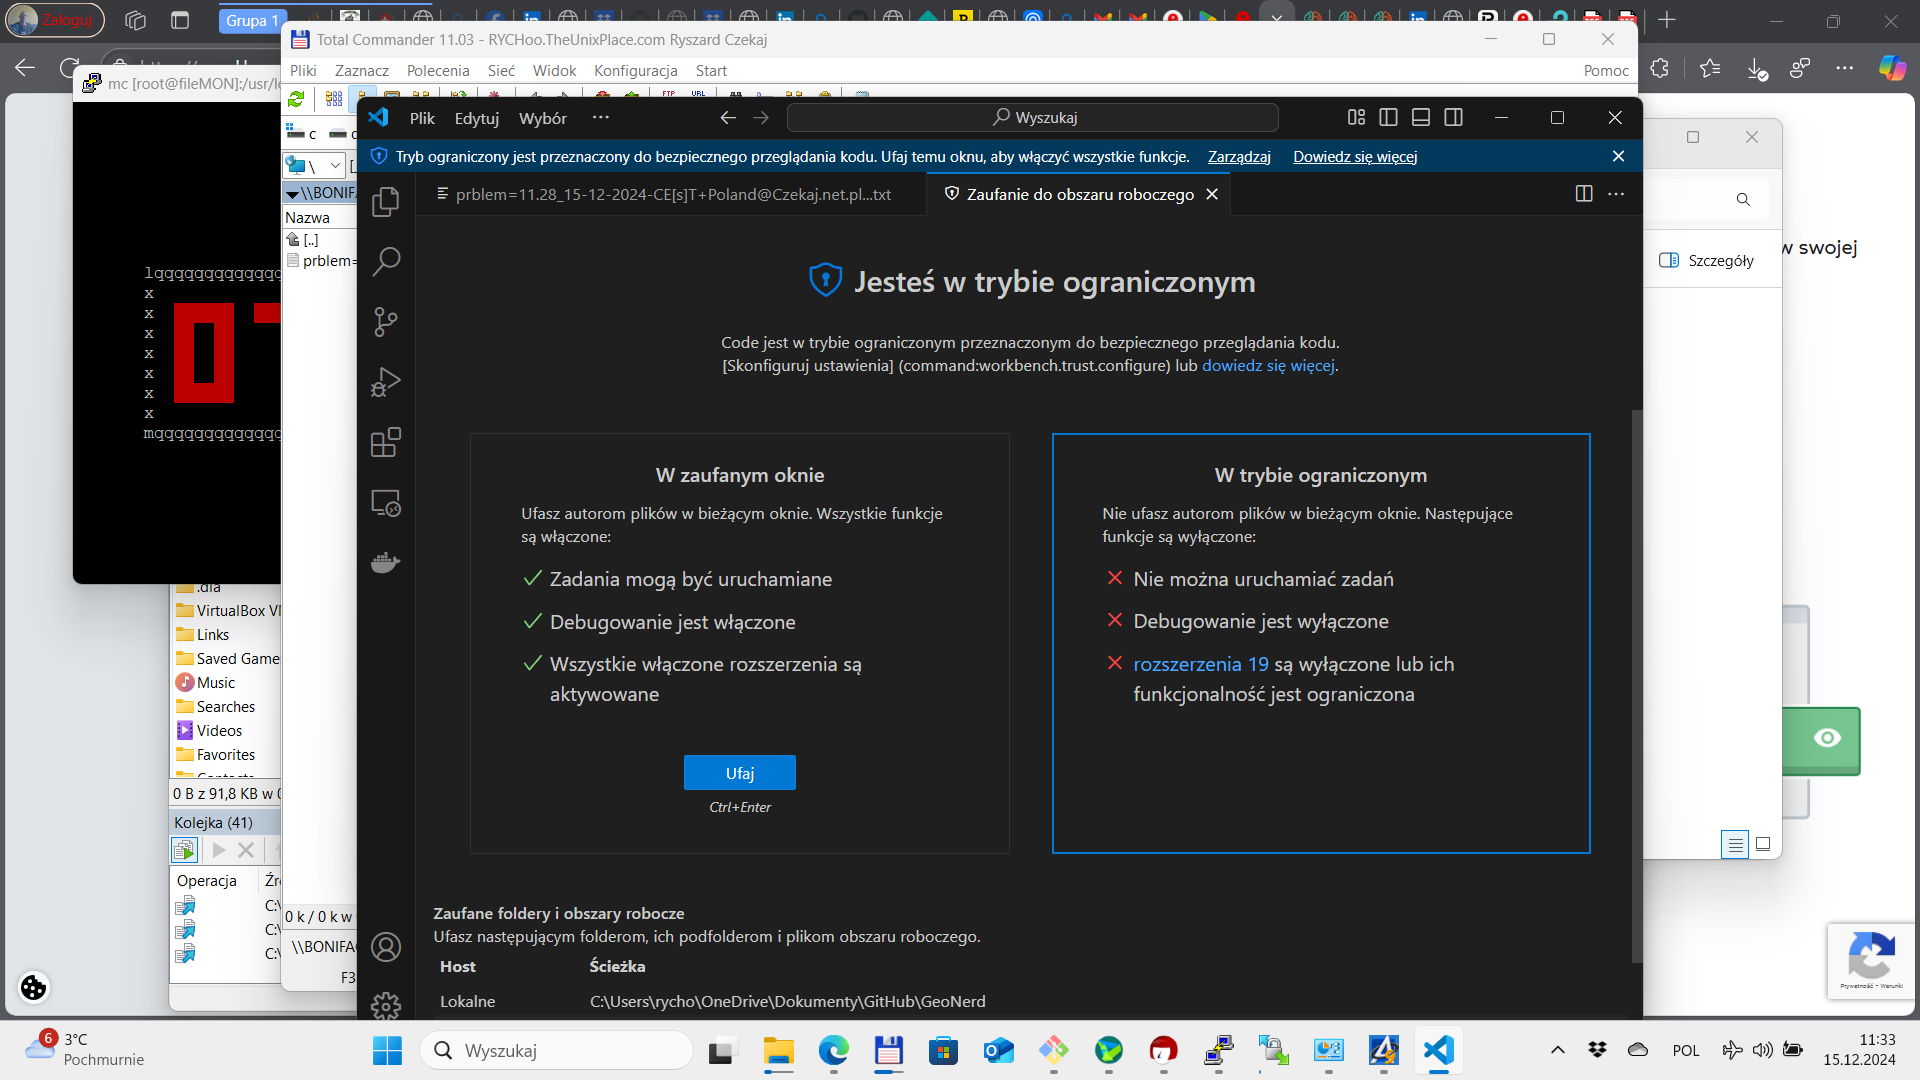 Zaloguj
Grupa 1
Total Commander 11.03 - RYCHoo.TheUnixPlace.com Ryszard Czekaj
Pliki Zaznacz Polecenia Sieć Widok Konfiguracja Start Pomoc
mc [root@fileMON]:/usr/l
FTP URL
c
\
\\BONIFA
Nazwa
[..]
prblem=
Plik Edytuj Wybór ···
Wyszukaj
Tryb ograniczony jest przeznaczony do bezpiecznego przeglądania kodu. Ufaj temu oknu, aby włączyć wszystkie funkcje. Zarządzaj Dowiedz się więcej
prblem=11.28_15-12-2024-CE[s]T+Poland@Czekaj.net.pl...txt
Zaufanie do obszaru roboczego
Jesteś w trybie ograniczonym
Code jest w trybie ograniczonym przeznaczonym do bezpiecznego przeglądania kodu.
[Skonfiguruj ustawienia] (command:workbench.trust.configure) lub dowiedz się więcej.
W zaufanym oknie
Ufasz autorom plików w bieżącym oknie. Wszystkie funkcje
są włączone:
Zadania mogą być uruchamiane
Debugowanie jest włączone
Wszystkie włączone rozszerzenia są
aktywowane
Ufaj
Ctrl+Enter
W trybie ograniczonym
Nie ufasz autorom plików w bieżącym oknie. Następujące
funkcje są wyłączone:
Nie można uruchamiać zadań
Debugowanie jest wyłączone
rozszerzenia 19 są wyłączone lub ich
funkcjonalność jest ograniczona
Zaufane foldery i obszary robocze
Ufasz następującym folderom, ich podfolderom i plikom obszaru roboczego.
Host Ścieżka
Lokalne C:\Users\rycho\OneDrive\Dokumenty\GitHub\GeoNerd
w swojej
Szczegóły
lqqqqqqqqqqqq
x
x
x
x
x
x
x
mqqqqqqqqqqqq
.dia
VirtualBox VM
Links
Saved Game
Music
Searches
Videos
Favorites
Contacts
0 B z 91,8 KB w 0
Kolejka (41)
Operacja Źr
C:\
C:\
C:\
0 k / 0 k w
\\BONIFAC
F3
Prywatność - Warunki
6
3°C
Pochmurnie
Wyszukaj
POL
11:33
15.12.2024